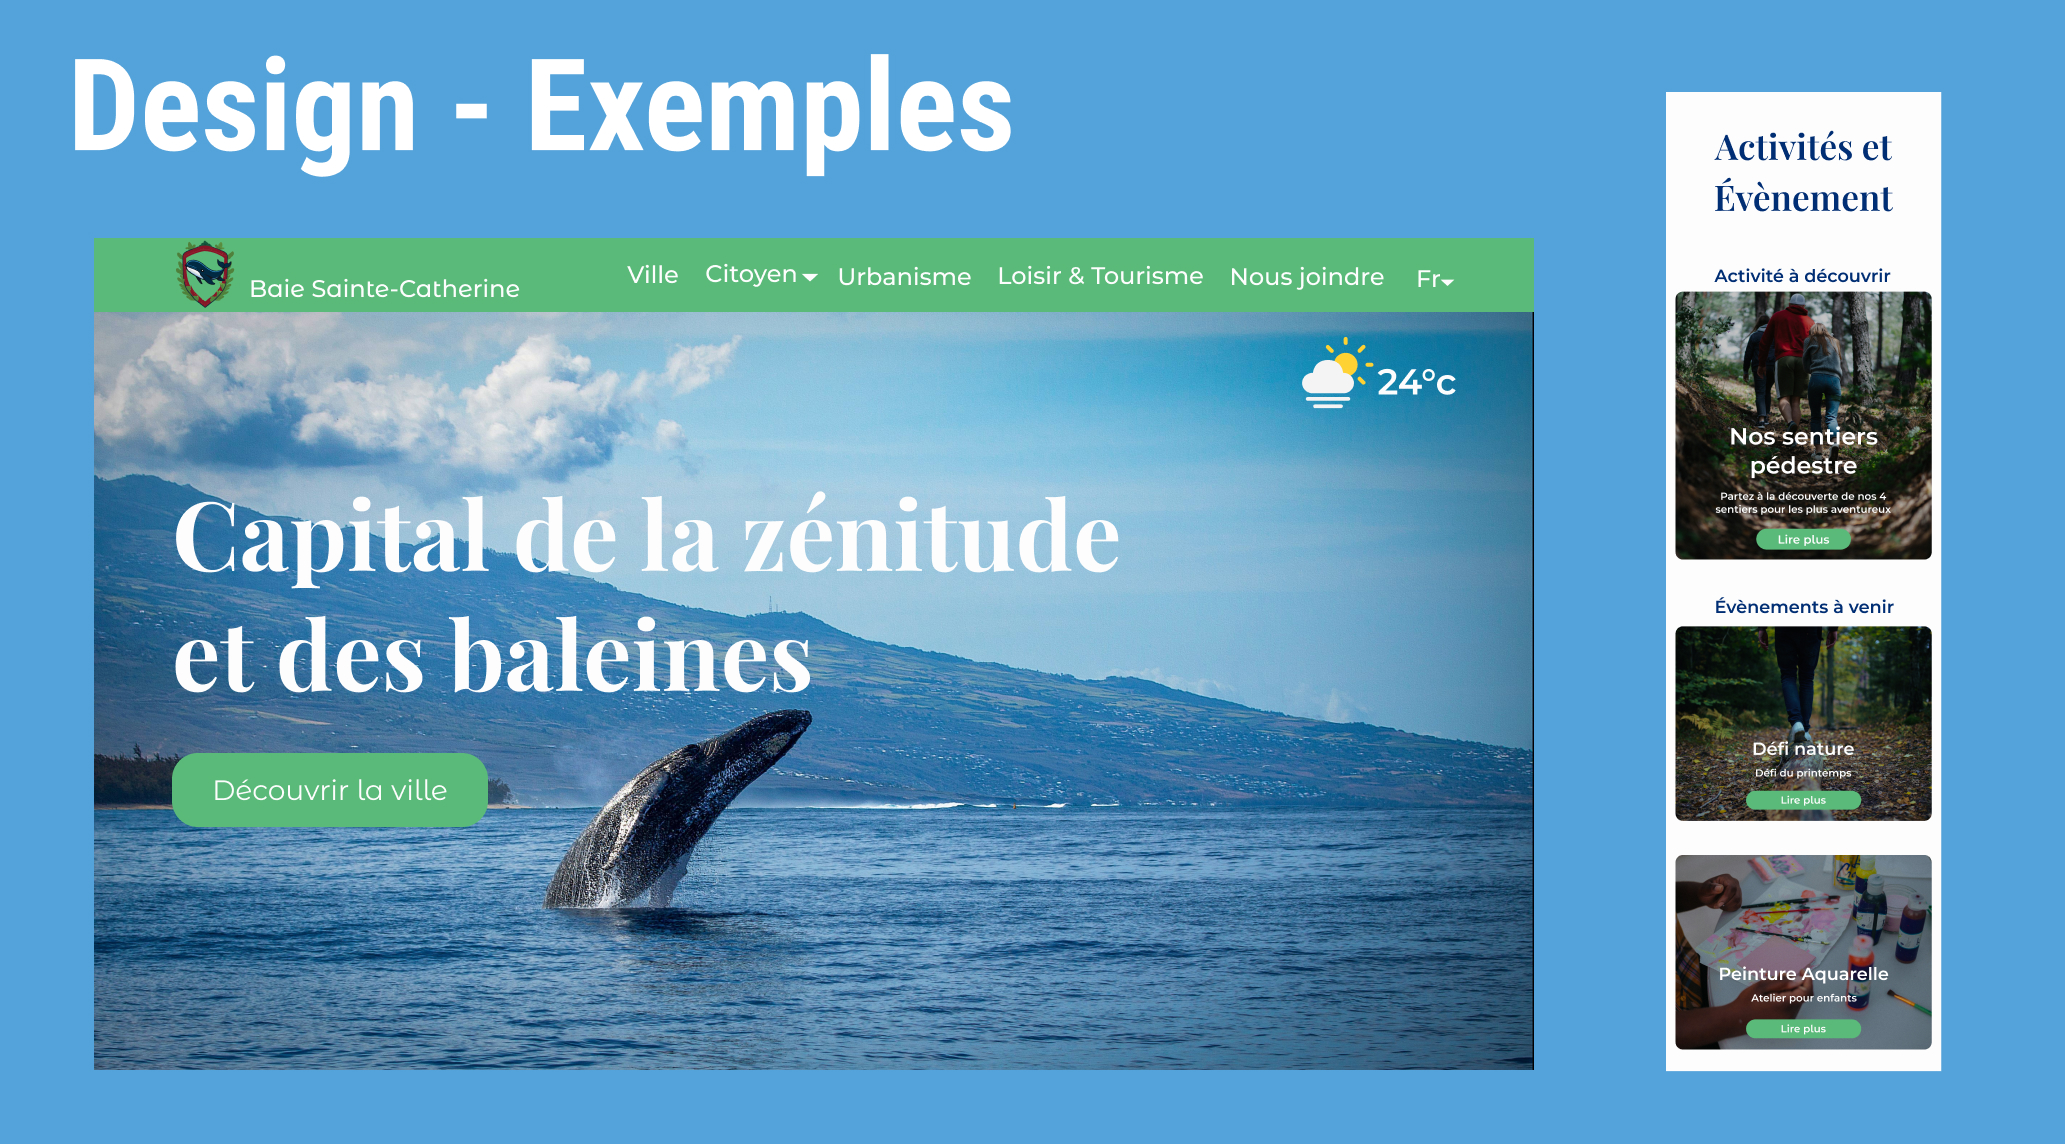 Design - Exemples
Baie Sainte-Catherine
Ville
Citoyen
Urbanisme
Loisir & Tourisme
Nous joindre
Fr
24°c
Capital de la zénitude
et des baleines
Découvrir la ville
Activités et
Évènement
Activité à découvrir
Nos sentiers
pédestre
Partez à la découverte de nos 4
sentiers pour les plus aventureux
Lire plus
Évènements à venir
Défi nature
Défi du printemps
Lire plus
Peinture Aquarelle
Atelier pour enfants
Lire plus